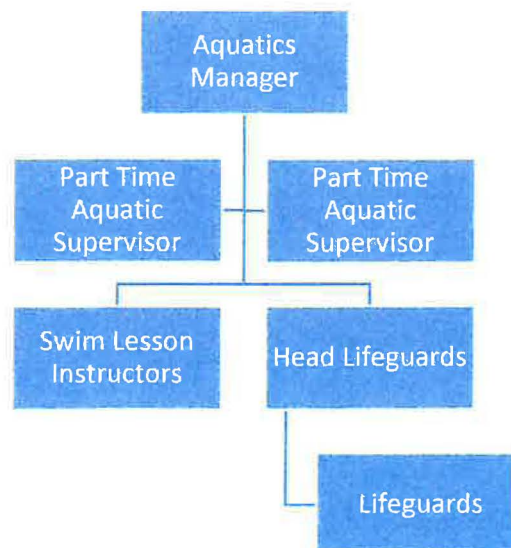 Aquatics
Manager
Part Time
Aquatic
Supervisor
Part Time
Aquatic
Supervisor
Swim Lesson
Instructors
Head Lifeguards
Lifeguards